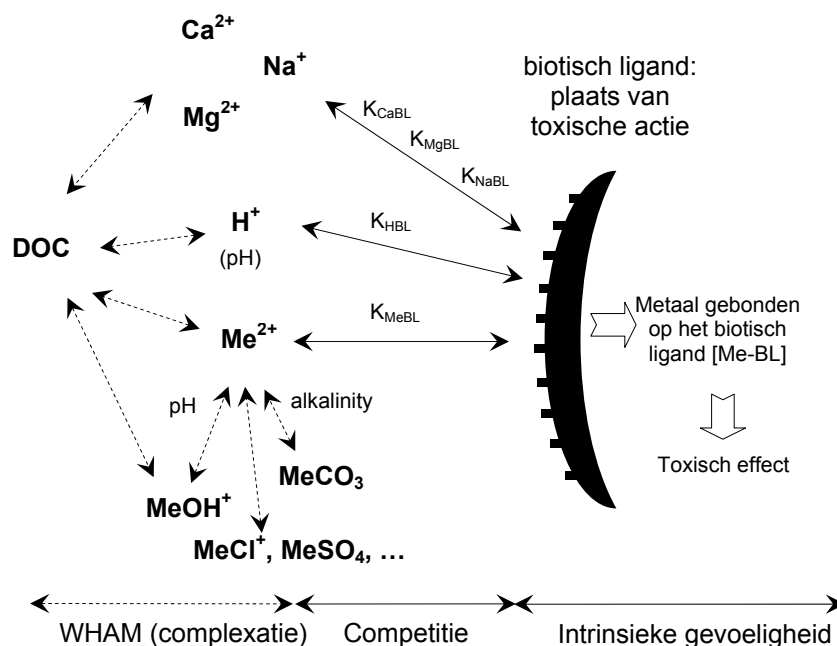 Ca2+
Na+
Mg2+
biotisch ligand:
plaats van
toxische actie
KCaBL
KMgBL
KNaBL
DOC
H+
(pH)
KHBL
Me2+
KMeBL
Metaal gebonden
op het biotisch
ligand [Me-BL]
pH
alkalinity
Toxisch effect
MeCO3
MeOH+
MeCl+, MeSO4, …
WHAM (complexatie)
Competitie
Intrinsieke gevoeligheid